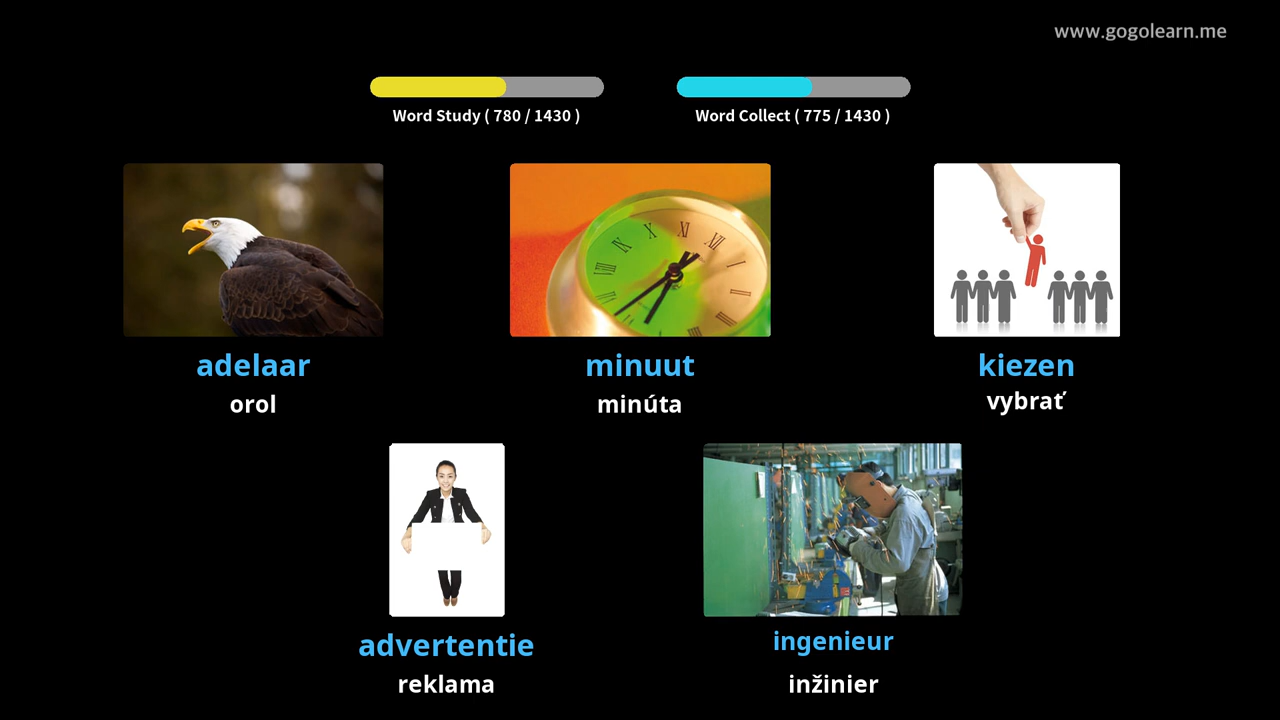 www.gogolearn.me
Word Study ( 780 / 1430 )
Word Collect ( 775 / 1430 )
adelaar
orol
minuut
minúta
kiezen
vybrať
advertentie
reklama
ingenieur
inžinier